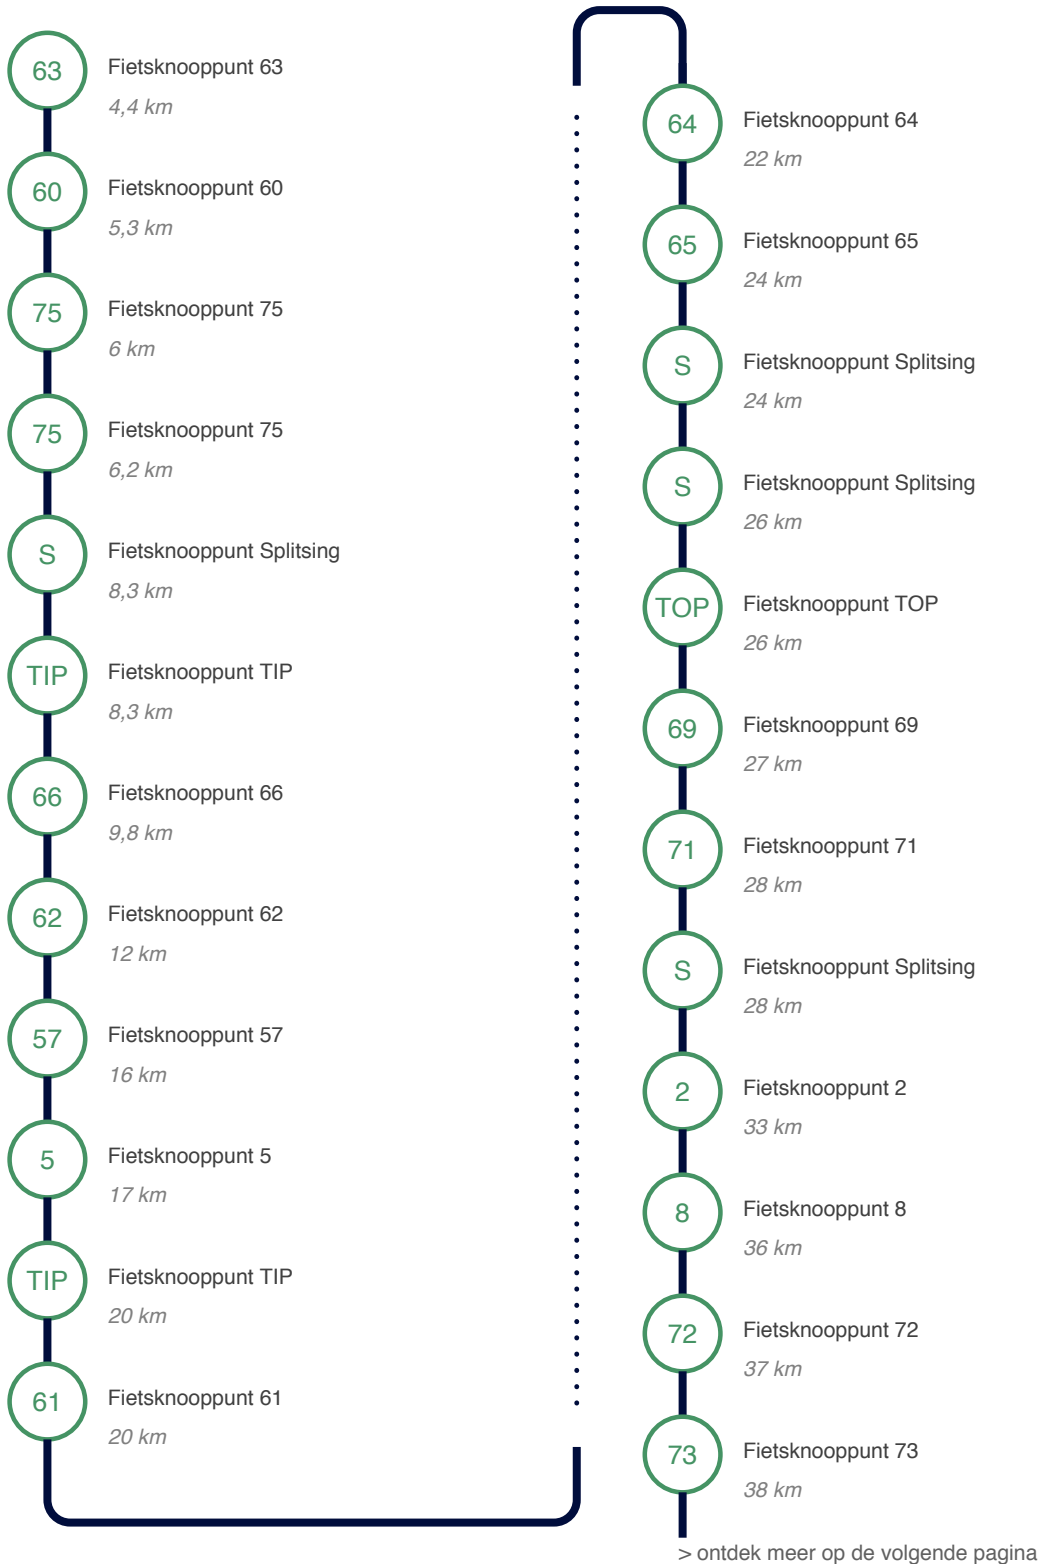 63
Fietsknooppunt 63
4,4 km
60
Fietsknooppunt 60
5,3 km
75
Fietsknooppunt 75
6 km
75
Fietsknooppunt 75
6,2 km
S
Fietsknooppunt Splitsing
8,3 km
TIP
Fietsknooppunt TIP
8,3 km
66
Fietsknooppunt 66
9,8 km
62
Fietsknooppunt 62
12 km
57
Fietsknooppunt 57
16 km
5
Fietsknooppunt 5
17 km
TIP
Fietsknooppunt TIP
20 km
61
Fietsknooppunt 61
20 km
64
Fietsknooppunt 64
22 km
65
Fietsknooppunt 65
24 km
S
Fietsknooppunt Splitsing
24 km
S
Fietsknooppunt Splitsing
26 km
TOP
Fietsknooppunt TOP
26 km
69
Fietsknooppunt 69
27 km
71
Fietsknooppunt 71
28 km
S
Fietsknooppunt Splitsing
28 km
2
Fietsknooppunt 2
33 km
8
Fietsknooppunt 8
36 km
72
Fietsknooppunt 72
37 km
73
Fietsknooppunt 73
38 km
> ontdek meer op de volgende pagina